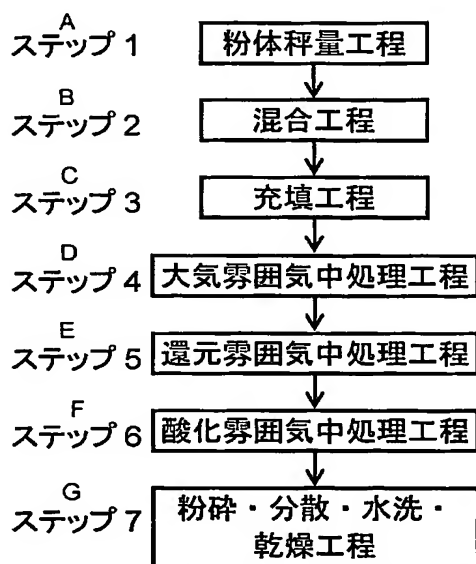 A
ステップ1 粉体秤量工程
B
ステップ2 混合工程
C
ステップ3 充填工程
D
ステップ4 大気雰囲気中処理工程
E
ステップ5 還元雰囲気中処理工程
F
ステップ6 酸化雰囲気中処理工程
G
ステップ7 粉砕・分散・水洗・
乾燥工程